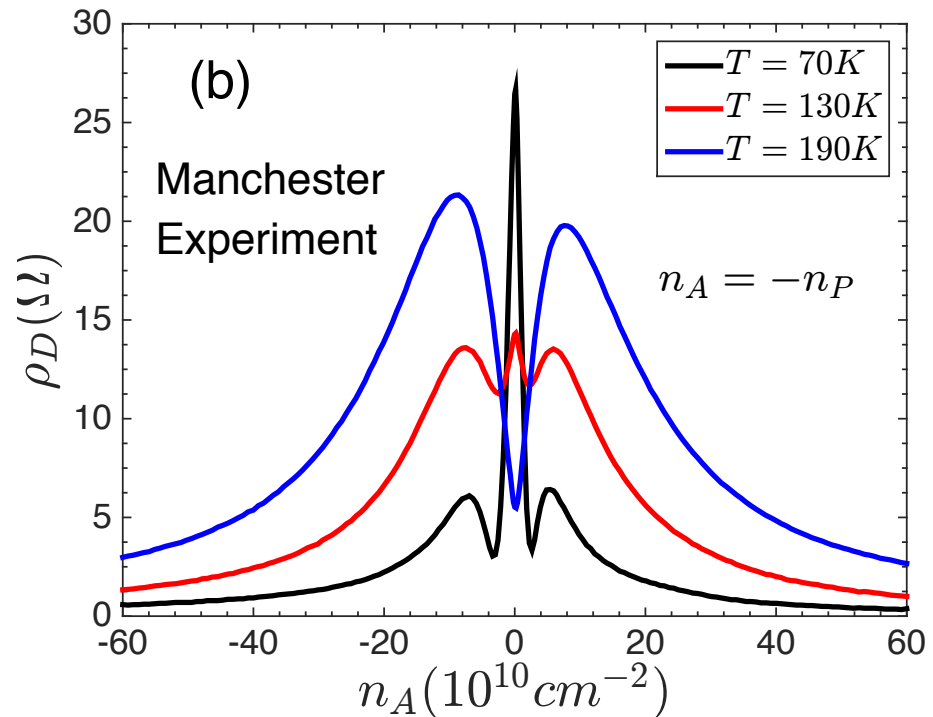 (b)
Manchester
Experiment
T = 70K
T = 130K
T = 190K
n_A = −n_P
ρ_D(Ω)
30
25
20
15
10
5
0
-60 -40 -20 0 20 40 60
n_A(10^{10}cm^{−2})